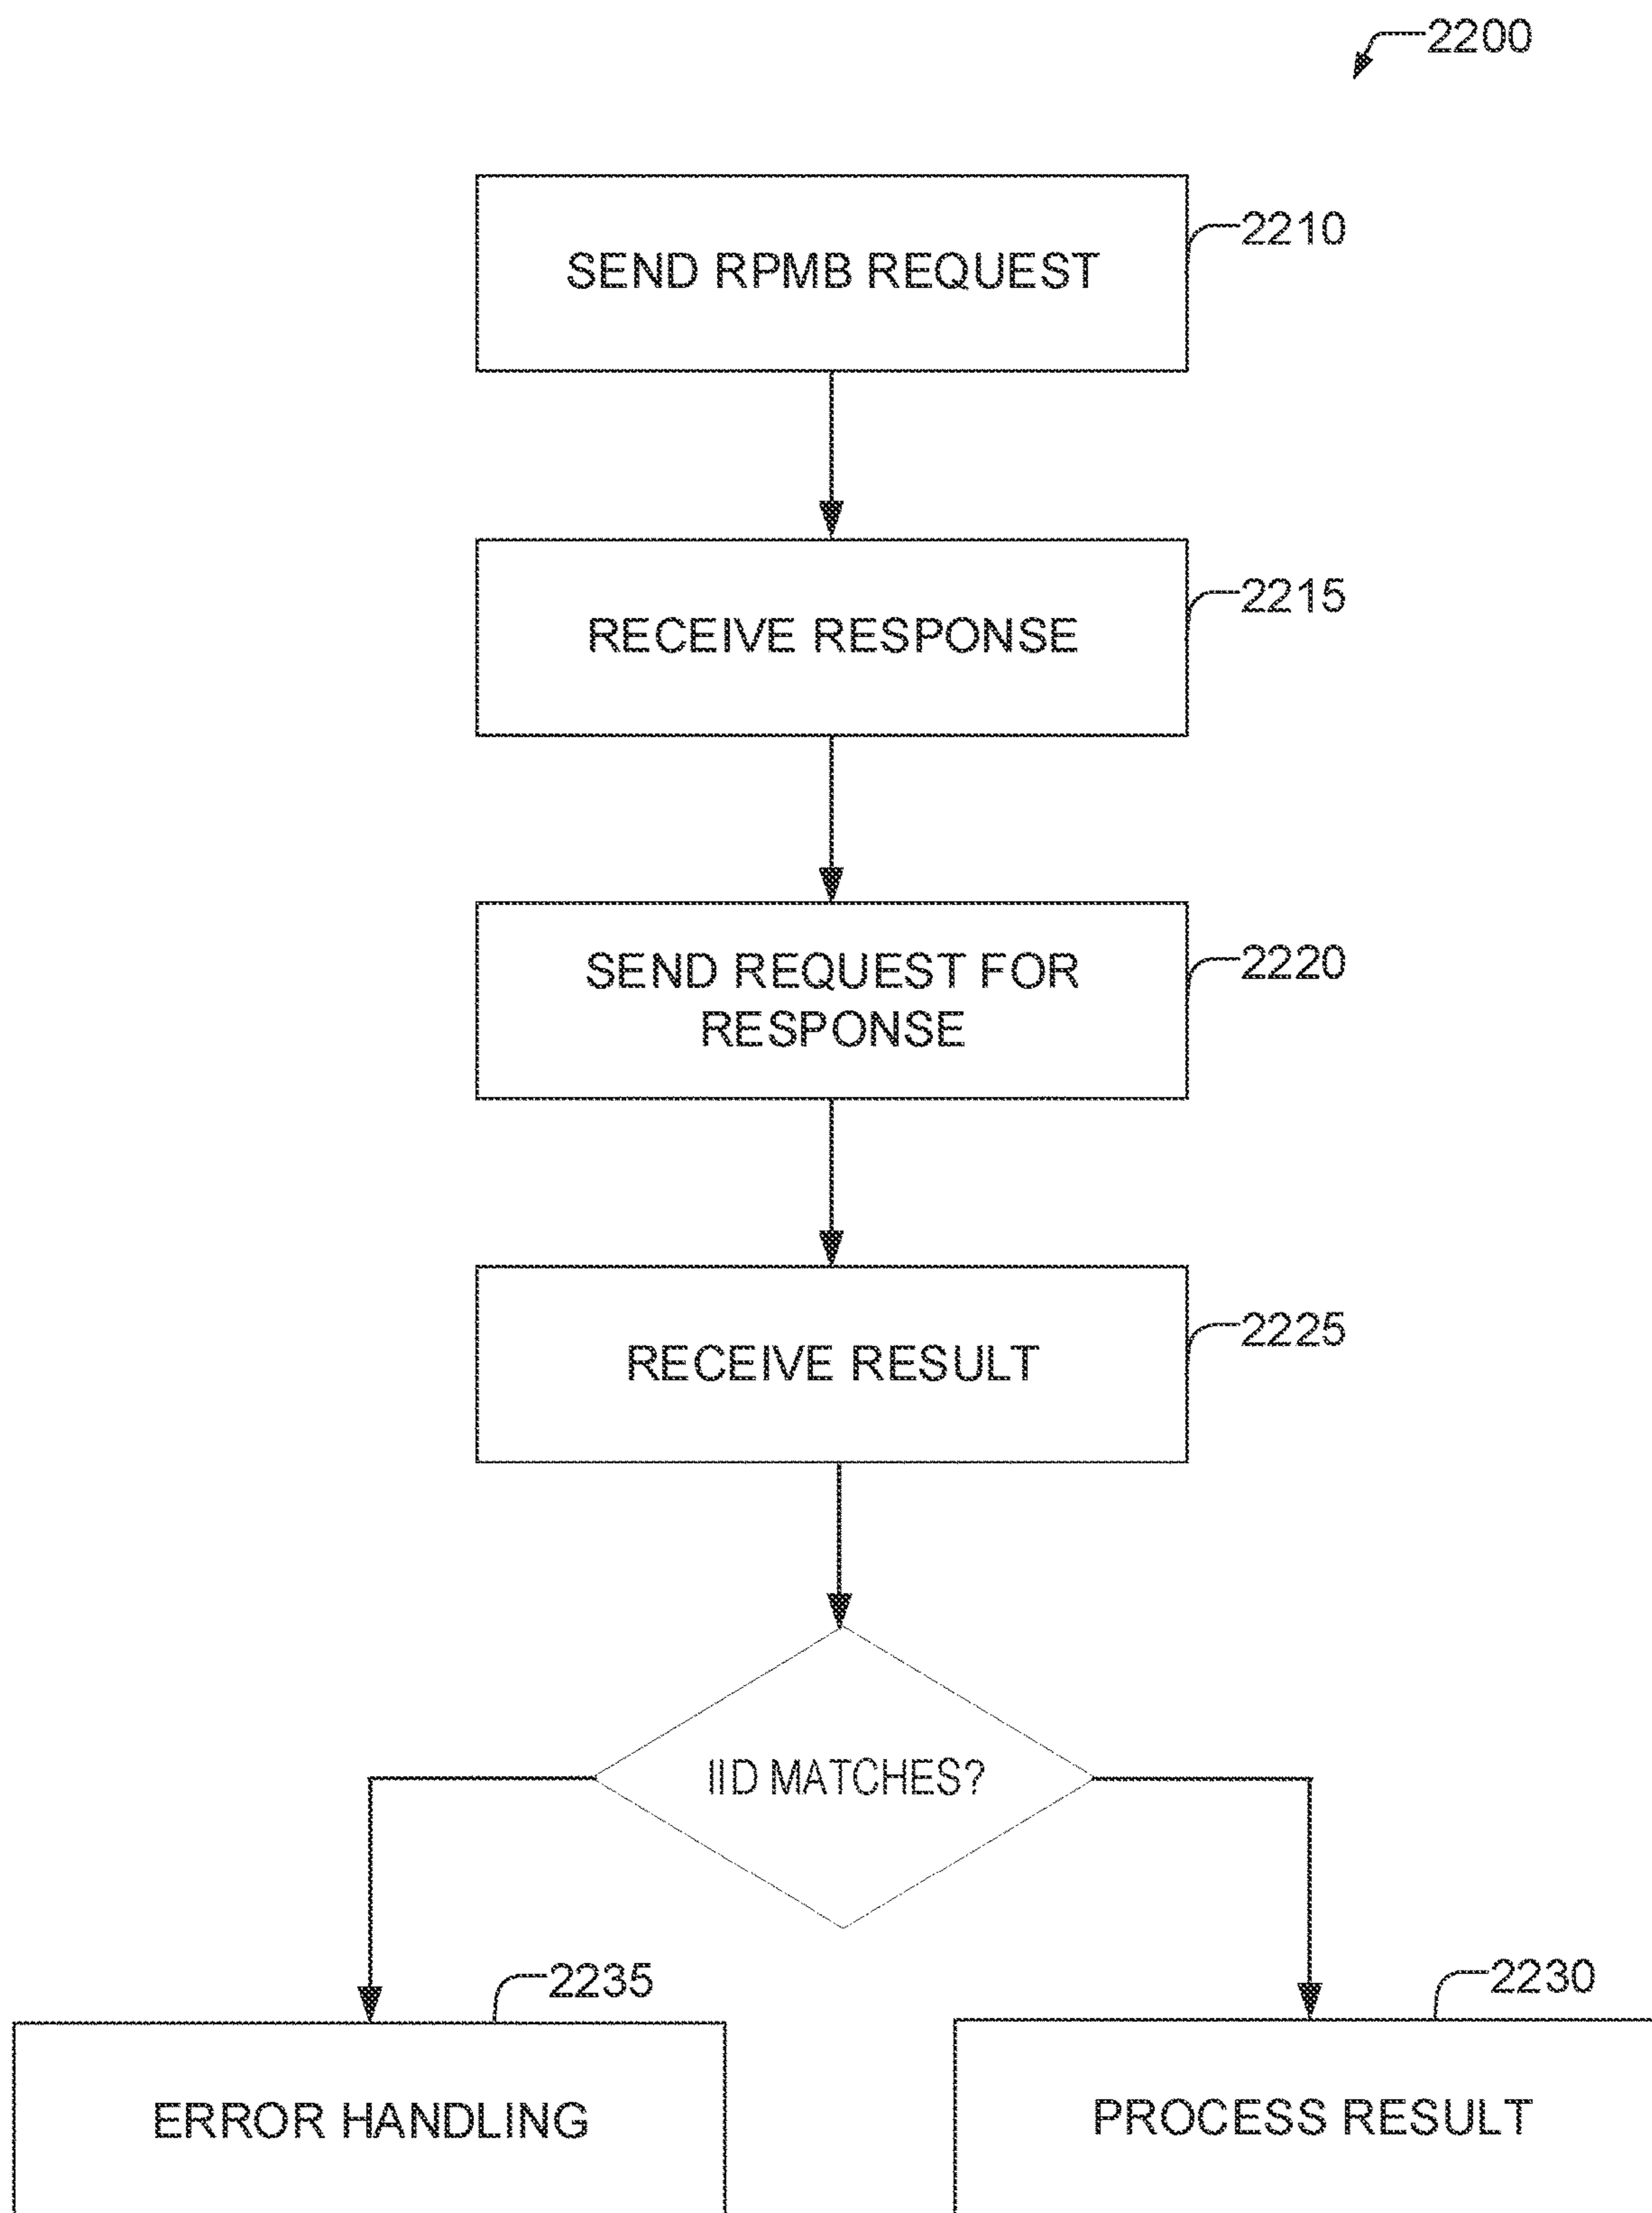 2200
SEND RPMB REQUEST
2210
RECEIVE RESPONSE
2215
SEND REQUEST FOR
RESPONSE
2220
RECEIVE RESULT
2225
IID MATCHES?
2235
ERROR HANDLING
2230
PROCESS RESULT